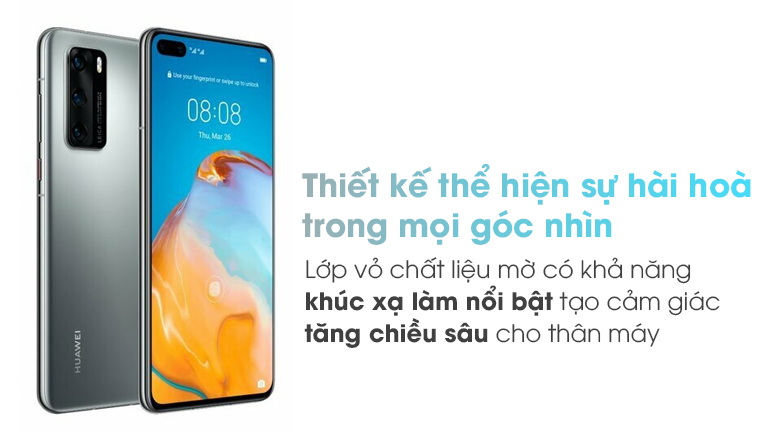 Use your fingerprint or swipe up to unlock
08:08
Thu, Mar 26
HUAWEI
Thiết kế thể hiện sự hài hoà
trong mọi góc nhìn
Lớp vỏ chất liệu mờ có khả năng
khúc xạ làm nổi bật tạo cảm giác
tăng chiều sâu cho thân máy